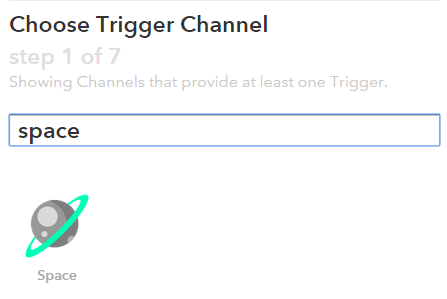 Choose Trigger Channel
step 1 of 7
Showing Channels that provide at least one Trigger.
space
Space